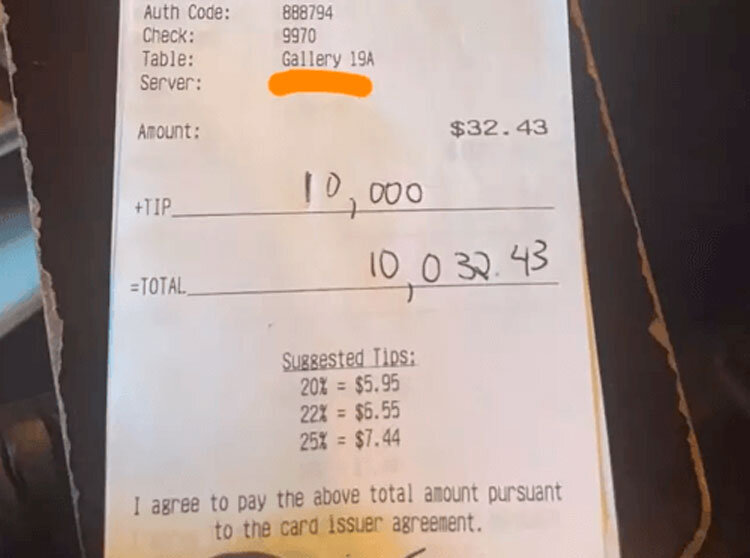 Auth Code: 888794
Check: 9970
Table: Gallery 19A
Server:
Amount: $32.43
+TIP 10,000
=TOTAL 10,032.43
Suggested Tips:
20% = $5.95
22% = $6.55
25% = $7.44
I agree to pay the above total amount pursuant
to the card issuer agreement.